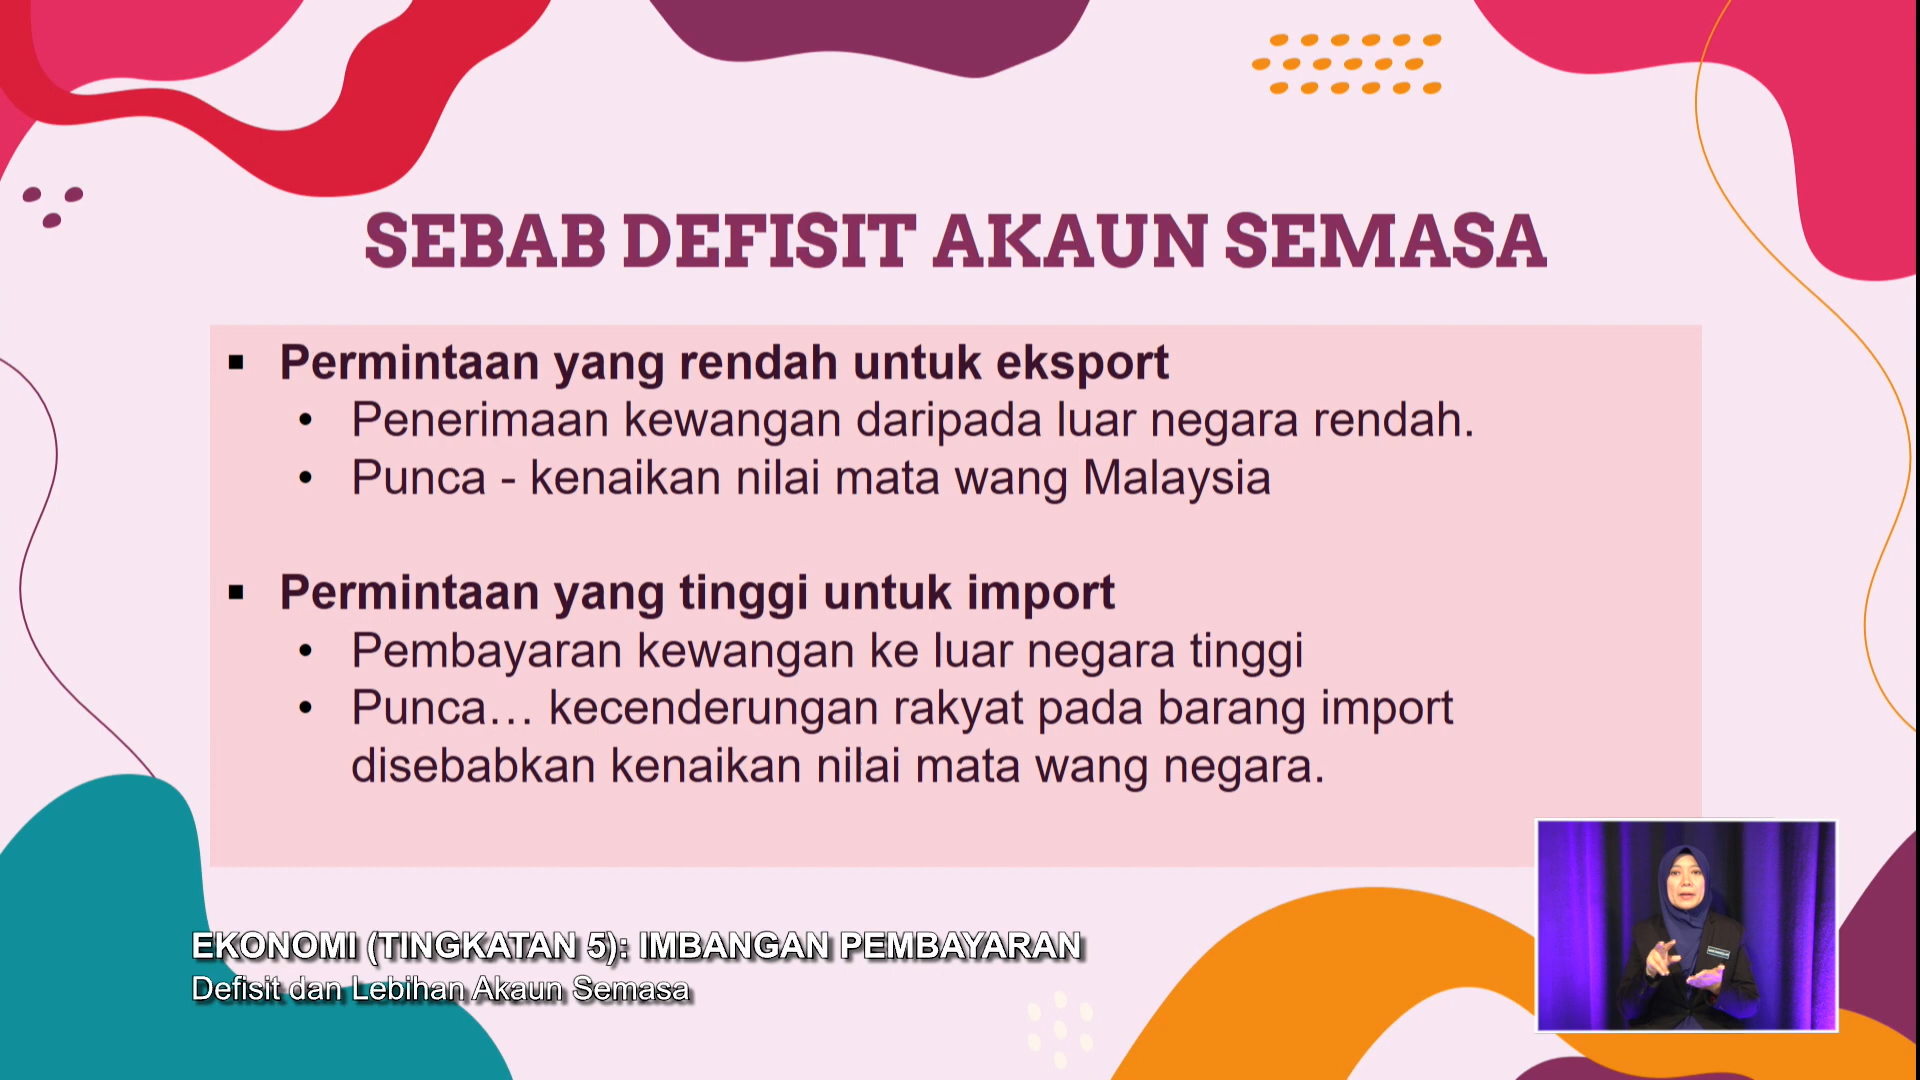 SEBAB DEFISIT AKAUN SEMASA
▪ Permintaan yang rendah untuk eksport
• Penerimaan kewangan daripada luar negara rendah.
• Punca - kenaikan nilai mata wang Malaysia
▪ Permintaan yang tinggi untuk import
• Pembayaran kewangan ke luar negara tinggi
• Punca… kecenderungan rakyat pada barang import
disebabkan kenaikan nilai mata wang negara.
EKONOMI (TINGKATAN 5): IMBANGAN PEMBAYARAN
Defisit dan Lebihan Akaun Semasa